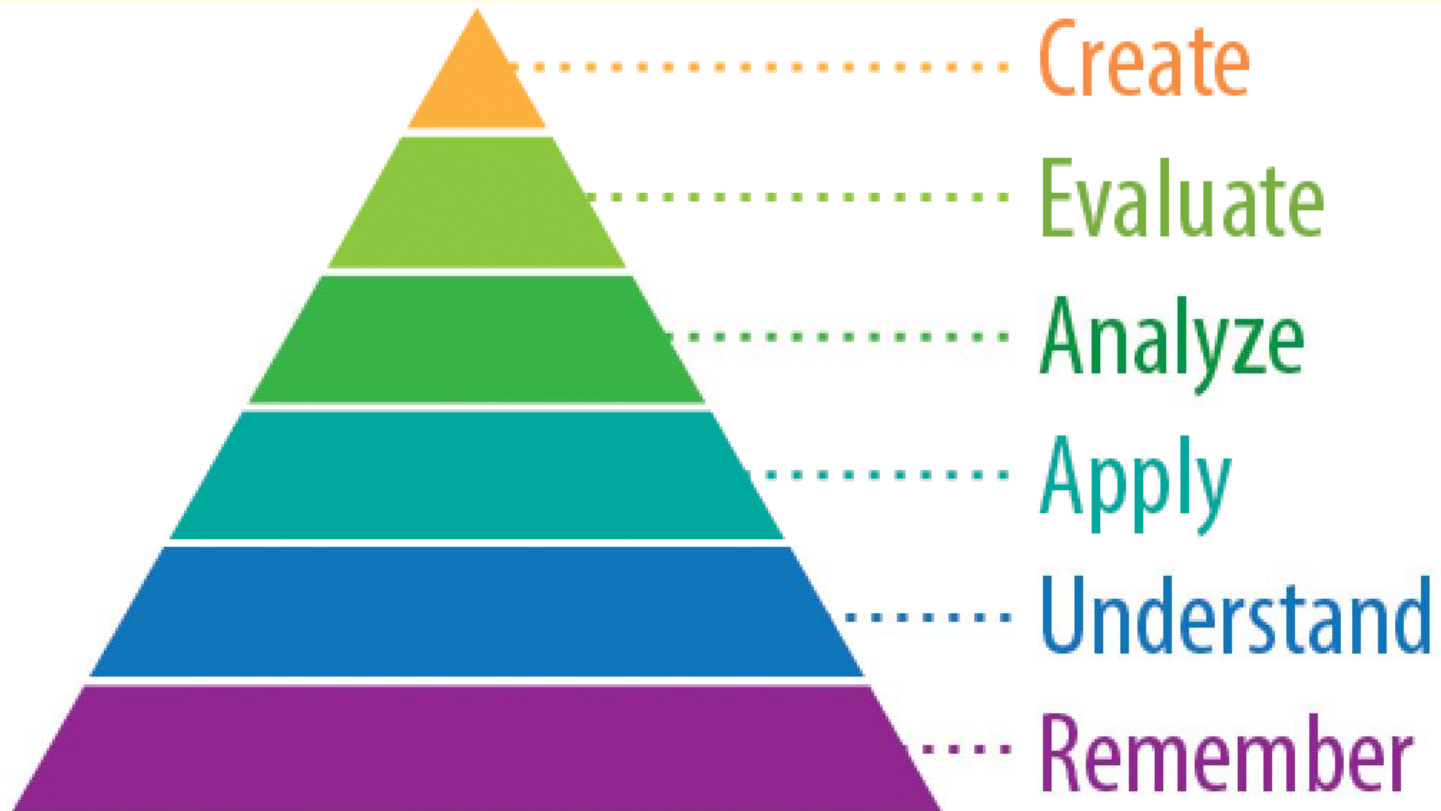 Create
Evaluate
Analyze
Apply
Understand
Remember